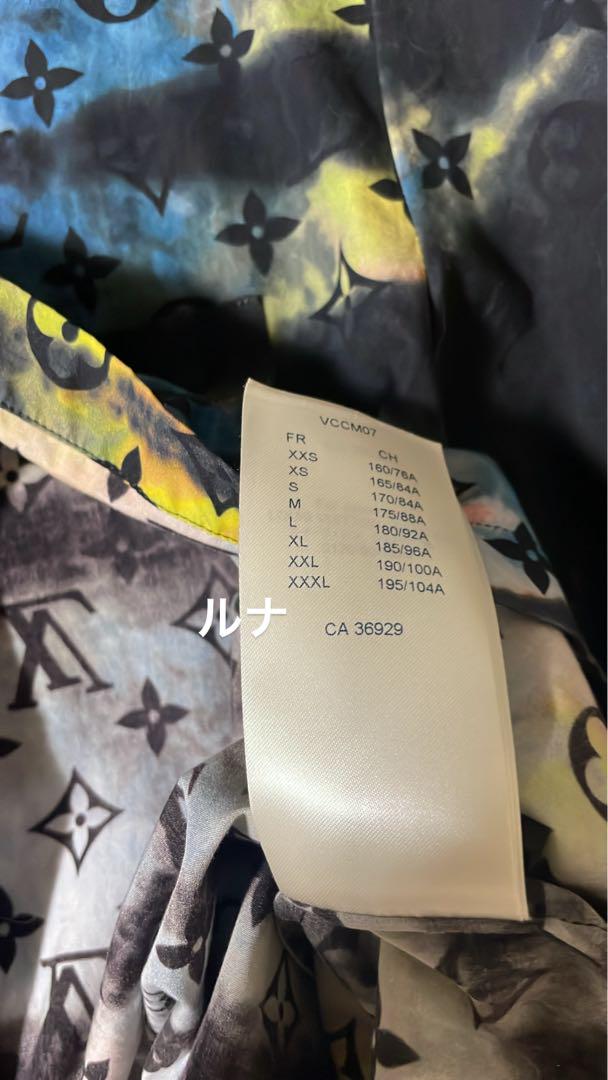 VCCM07
FR CH
XXS 160/76A
XS 165/84A
S 170/84A
M 175/88A
L 180/92A
XL 185/96A
XXL 190/100A
XXXL 195/104A
ルナ
CA 36929